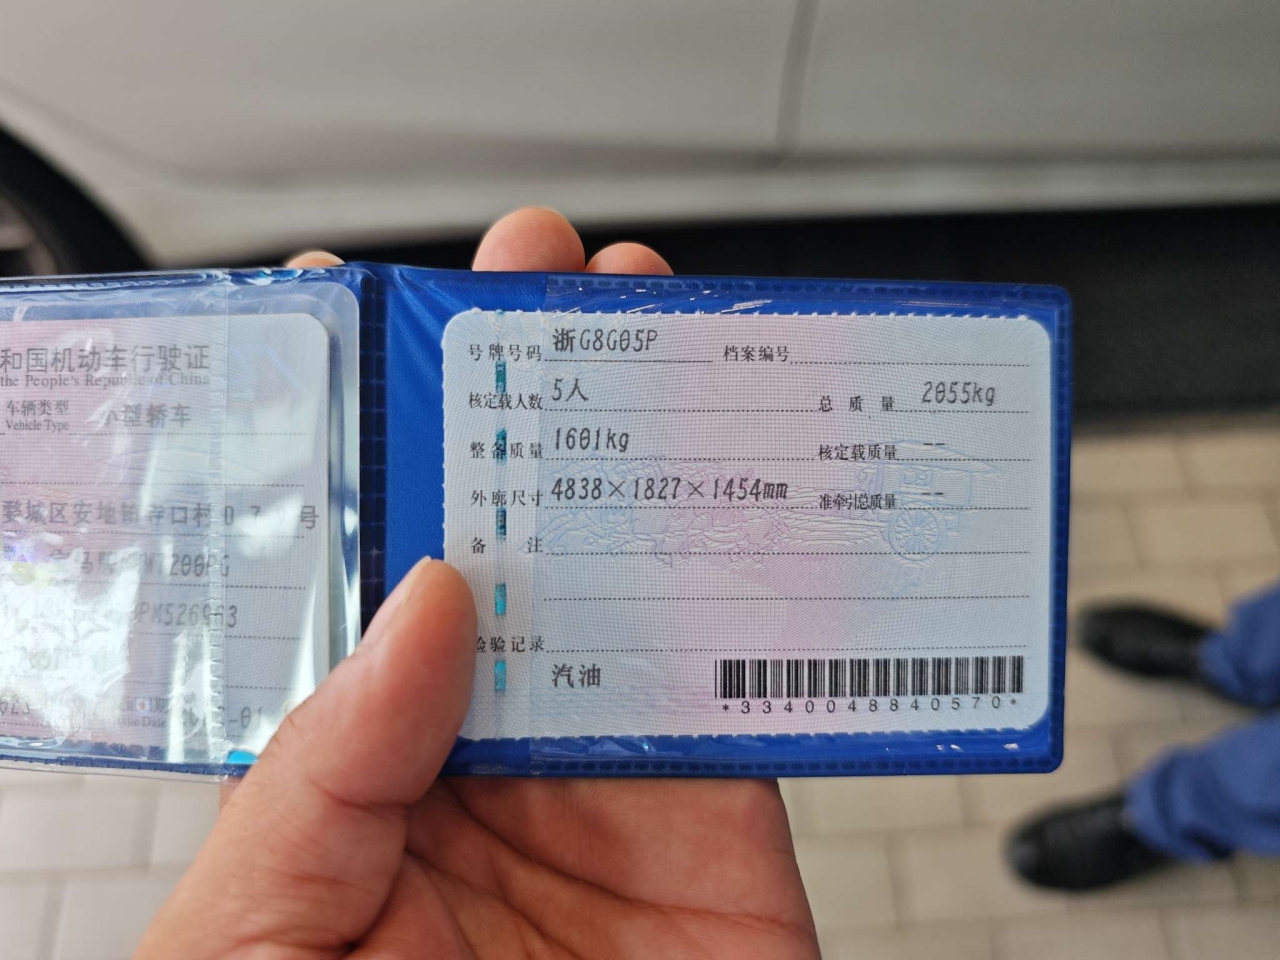 和国机动车行驶证
the People's Republic of China
车辆类型
Vehicle Type
小型轿车
婺城区安地镇
口村
号
号牌号码 浙G8G05P 档案编号
核定载人数 5人 总质量 2055kg
整备质量 1601kg 核定载质量 --
外廓尺寸 4838×1827×1454mm 准牵引总质量 --
备注
检验记录
汽油
*3340048840570*